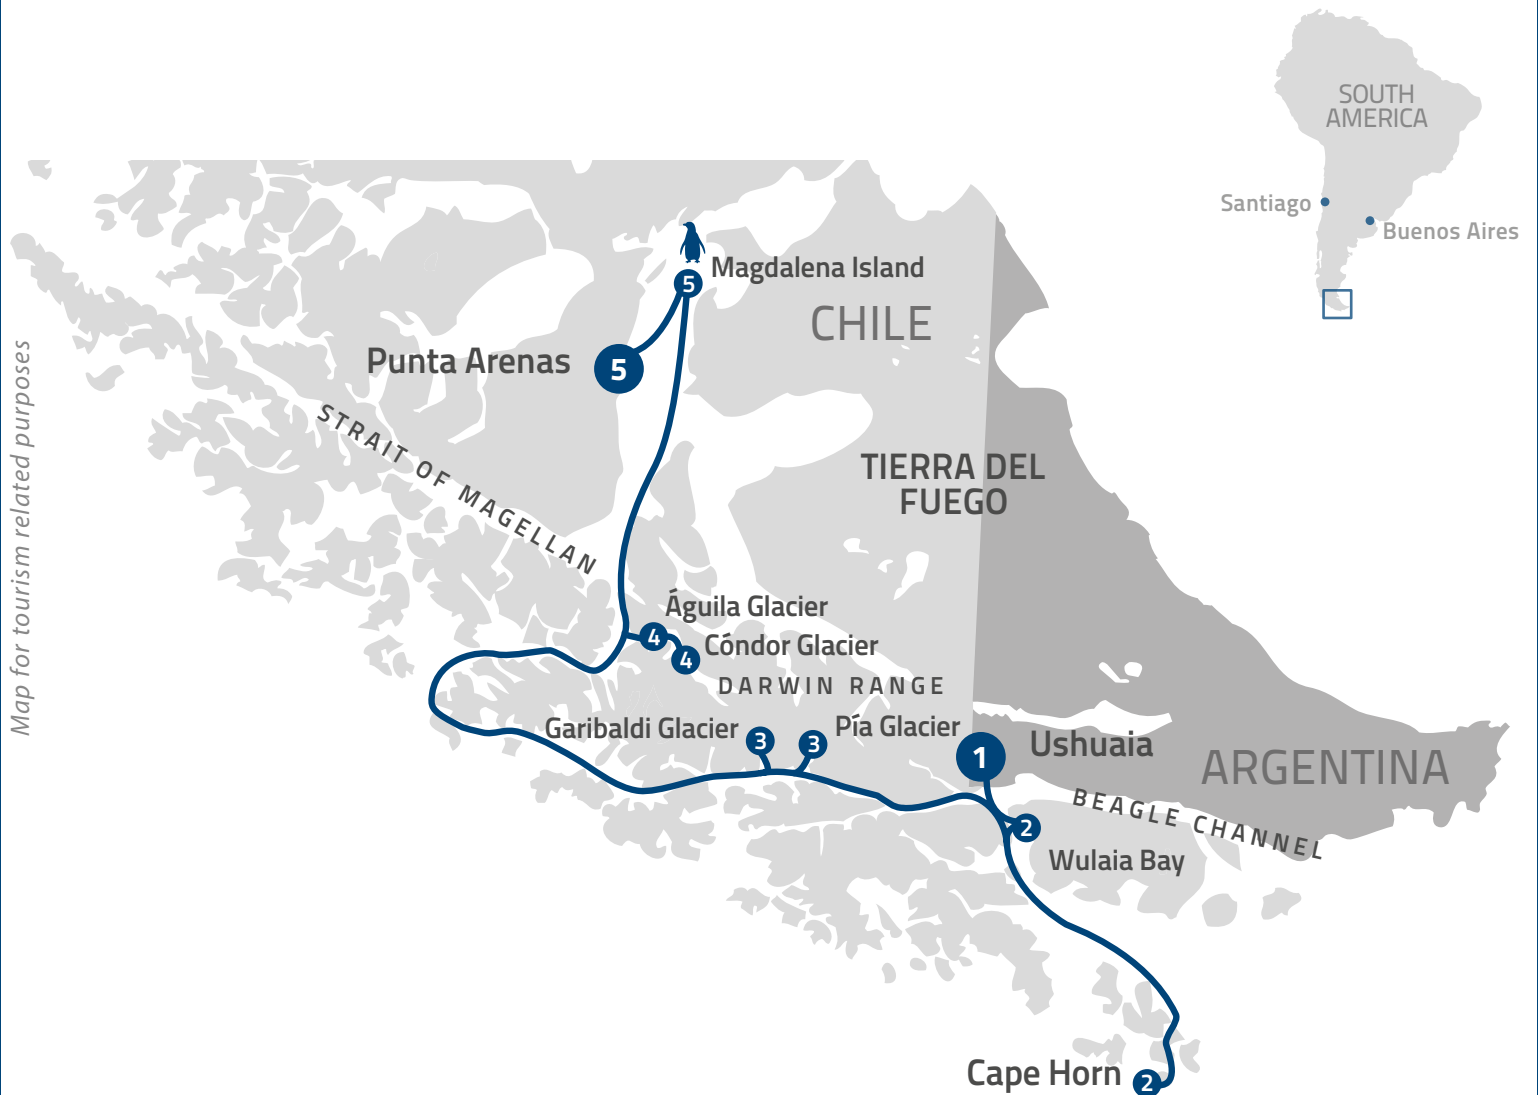 SOUTH
AMERICA
Santiago
Buenos Aires
Magdalena Island
5
CHILE
Punta Arenas
5
Map for tourism related purposes
STRAIT OF MAGELLAN
TIERRA DEL
FUEGO
Águila Glacier
4
Cóndor Glacier
4
DARWIN RANGE
Garibaldi Glacier
3
Pía Glacier
3
1
Ushuaia
ARGENTINA
BEAGLE CHANNEL
2
Wulaia Bay
Cape Horn
2